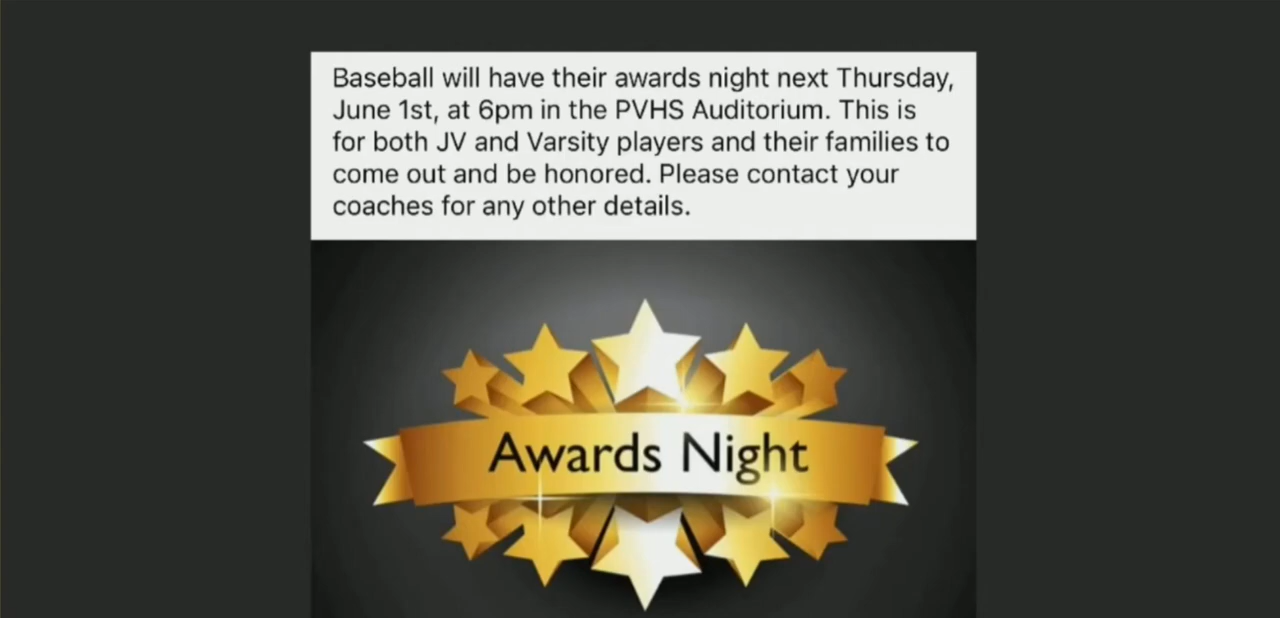 Baseball will have their awards night next Thursday,
June 1st, at 6pm in the PVHS Auditorium. This is
for both JV and Varsity players and their families to
come out and be honored. Please contact your
coaches for any other details.
Awards Night